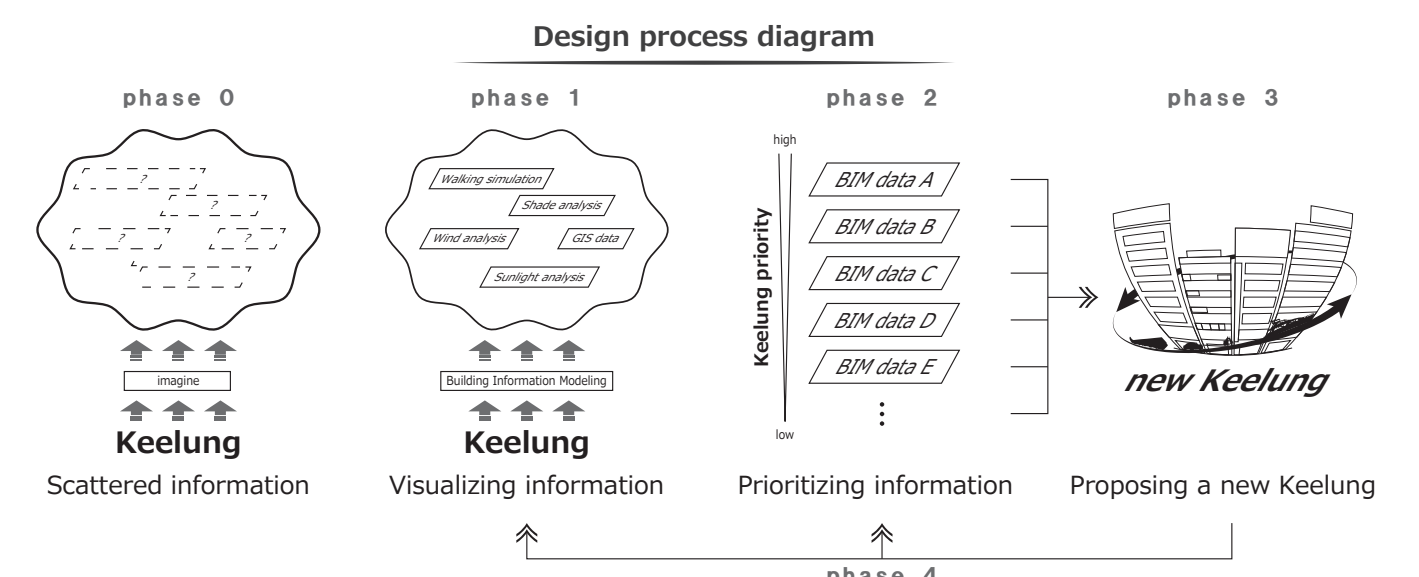 Design process diagram
phase 0
?
?
?
?
?
imagine
Keelung
Scattered information
phase 1
Walking simulation
Shade analysis
Wind analysis
GIS data
Sunlight analysis
Building Information Modeling
Keelung
Visualizing information
phase 2
high
Keelung priority
low
BIM data A
BIM data B
BIM data C
BIM data D
BIM data E
Prioritizing information
phase 3
new Keelung
Proposing a new Keelung
phase 4